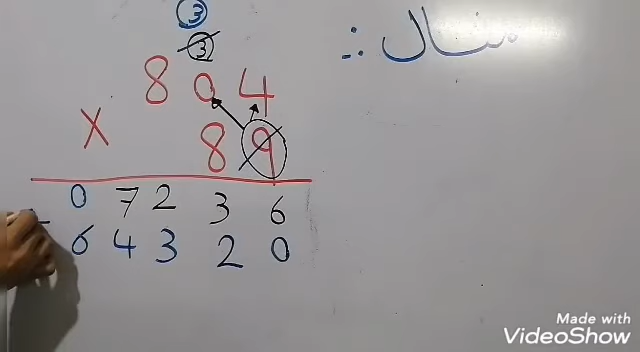 مثال :
③
③
8 0 4
× 8 9
0 7 2 3 6
6 4 3 2 0
Made with
VideoShow